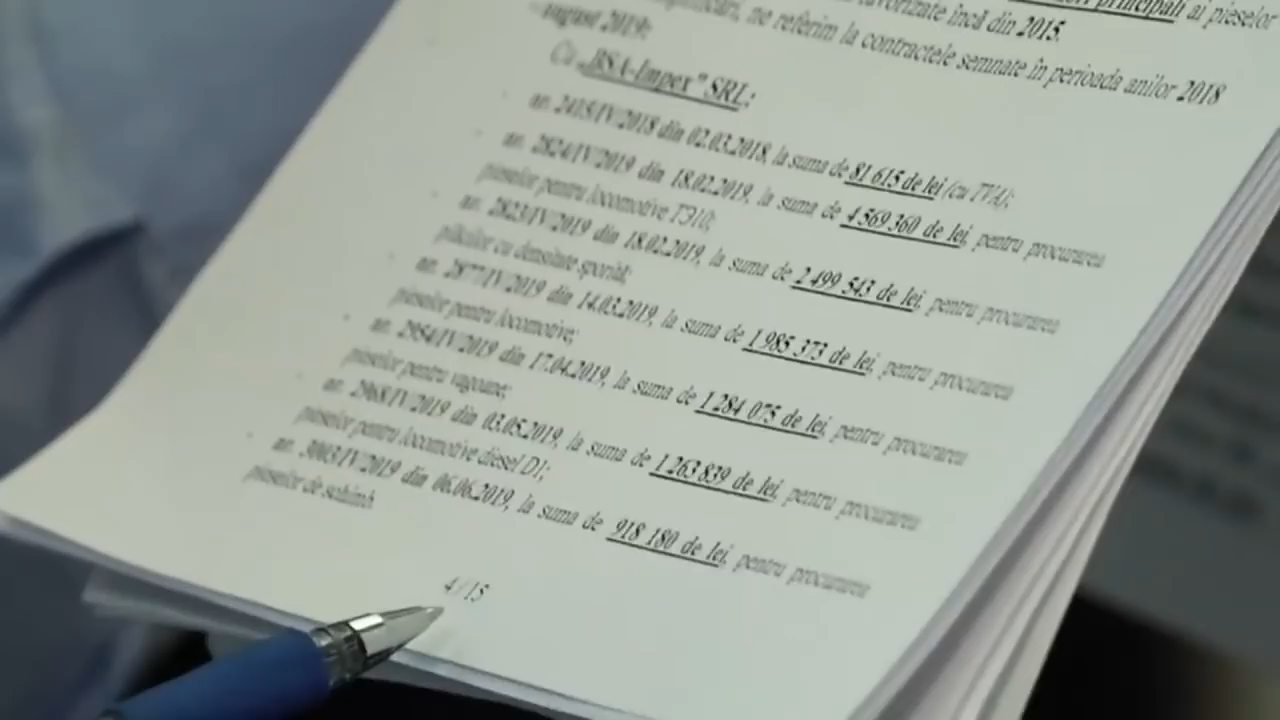 principali ai pieselor
favorizate încă din 2015.
, ne referim la contractele semnate în perioada anilor 2018
august 2019:
Cu „BSA-Impex” SRL:
nr. 2415/IV/2018 din 02.03.2018, la suma de 81 615 de lei (cu TVA);
nr. 2824/IV/2019 din 18.02.2019, la suma de 4 569 360 de lei, pentru procurarea
pieselor pentru locomotive ТЭ10;
nr. 2823/IV/2019 din 18.02.2019, la suma de 2 499 543 de lei, pentru procurarea
plăcilor cu densitate sporită;
nr. 2877/IV/2019 din 14.03.2019, la suma de 1 985 373 de lei, pentru procurarea
pieselor pentru locomotive;
nr. 2954/IV/2019 din 17.04.2019, la suma de 1 284 075 de lei, pentru procurarea
pieselor pentru vagoane;
nr. 2968/IV/2019 din 03.05.2019, la suma de 1 263 839 de lei, pentru procurarea
pieselor pentru locomotive diesel D1;
nr. 3003/IV/2019 din 06.06.2019, la suma de 918 180 de lei, pentru procurarea
pieselor de schimb.
4/15